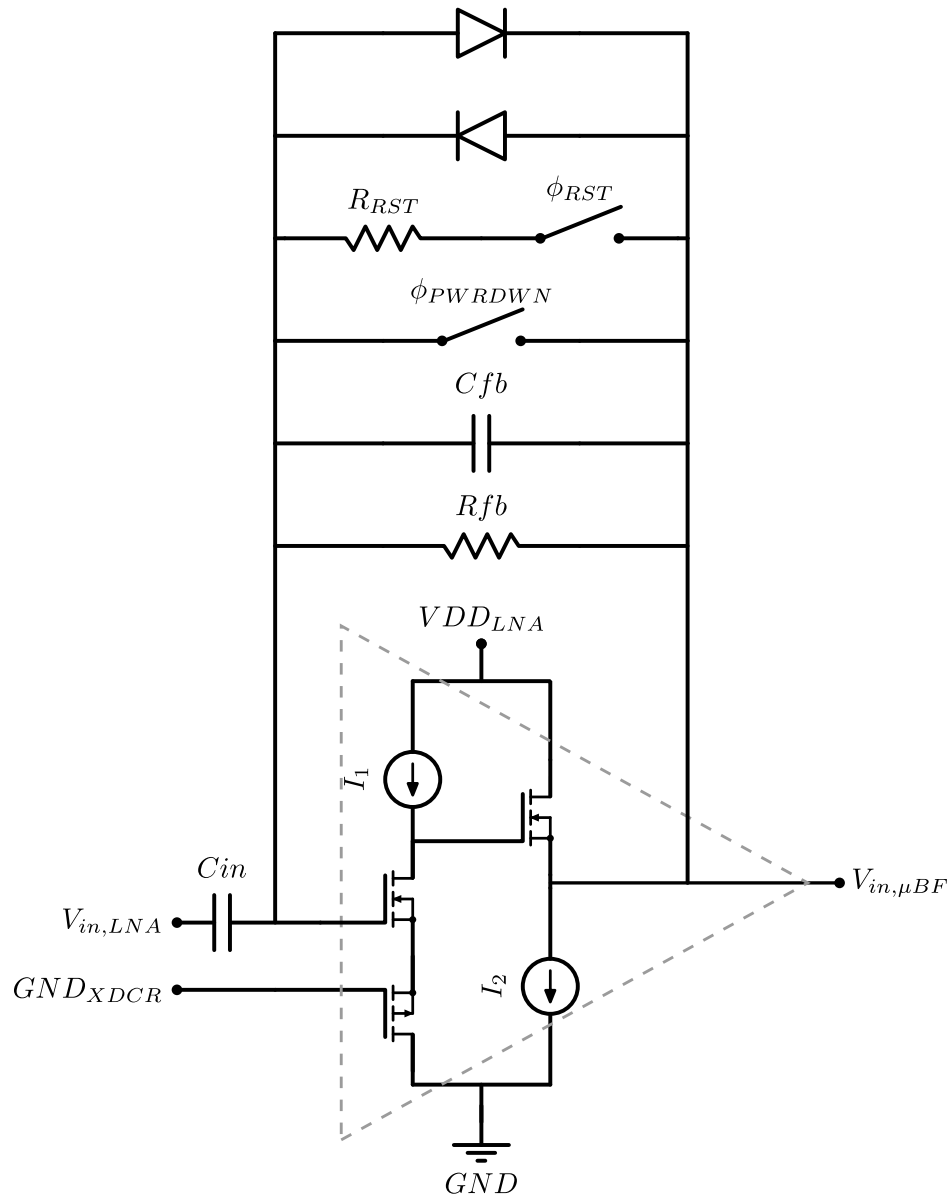 R_{RST}
ϕ_{RST}
ϕ_{PWRDWN}
Cfb
Rfb
VDD_{LNA}
I_1
Cin
V_{in,LNA}
V_{in,μBF}
GND_{XDCR}
I_2
GND